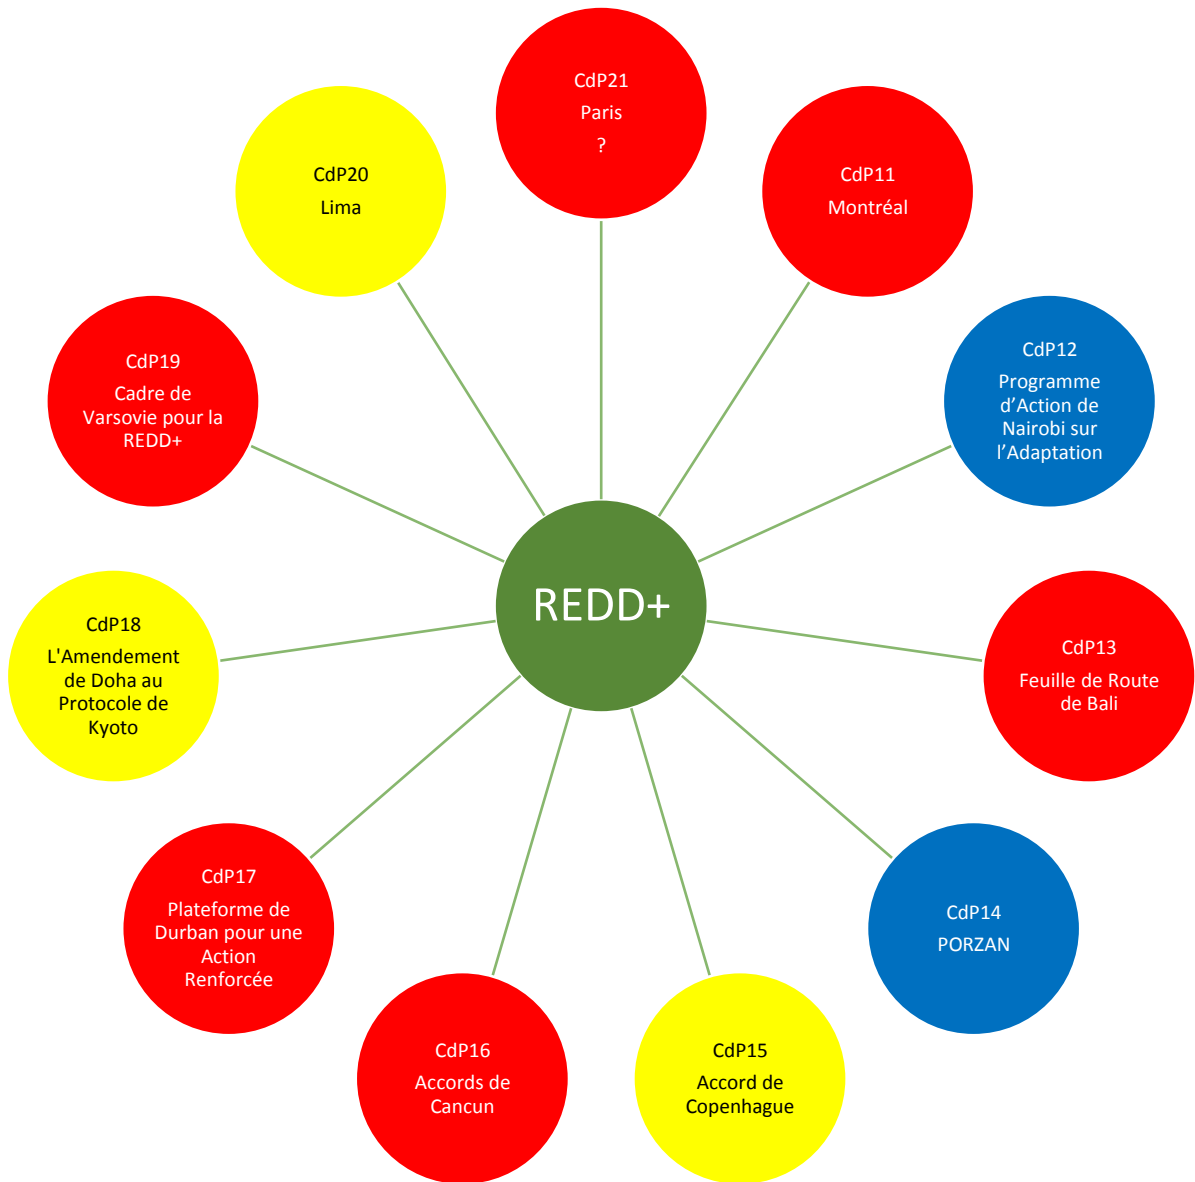 CdP21
Paris
?
CdP11
Montréal
CdP12
Programme
d’Action de
Nairobi sur
l’Adaptation
CdP13
Feuille de Route
de Bali
CdP14
PORZAN
CdP15
Accord de
Copenhague
CdP16
Accords de
Cancun
CdP17
Plateforme de
Durban pour une
Action
Renforcée
CdP18
L'Amendement
de Doha au
Protocole de
Kyoto
CdP19
Cadre de
Varsovie pour la
REDD+
CdP20
Lima
REDD+